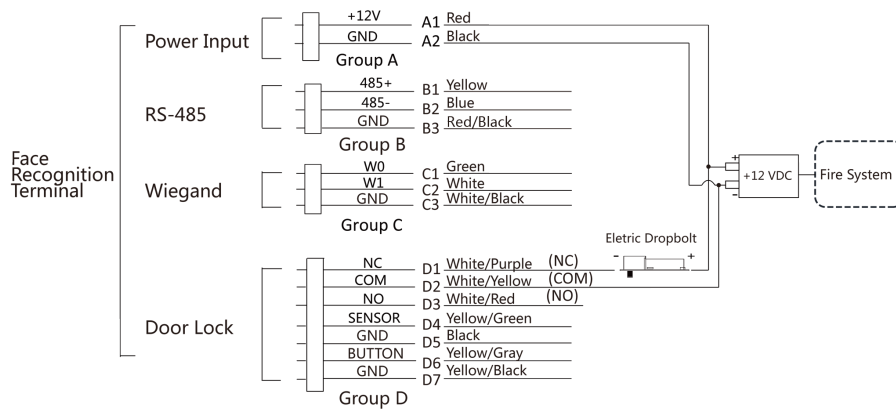 Face
Recognition
Terminal
Power Input
+12V A1 Red
GND A2 Black
Group A
RS-485
485+ B1 Yellow
485- B2 Blue
GND B3 Red/Black
Group B
Wiegand
W0 C1 Green
W1 C2 White
GND C3 White/Black
Group C
Door Lock
NC D1 White/Purple (NC)
COM D2 White/Yellow (COM)
NO D3 White/Red (NO)
SENSOR D4 Yellow/Green
GND D5 Black
BUTTON D6 Yellow/Gray
GND D7 Yellow/Black
Group D
Eletric Dropbolt
- +
+
+12 VDC
-
Fire System